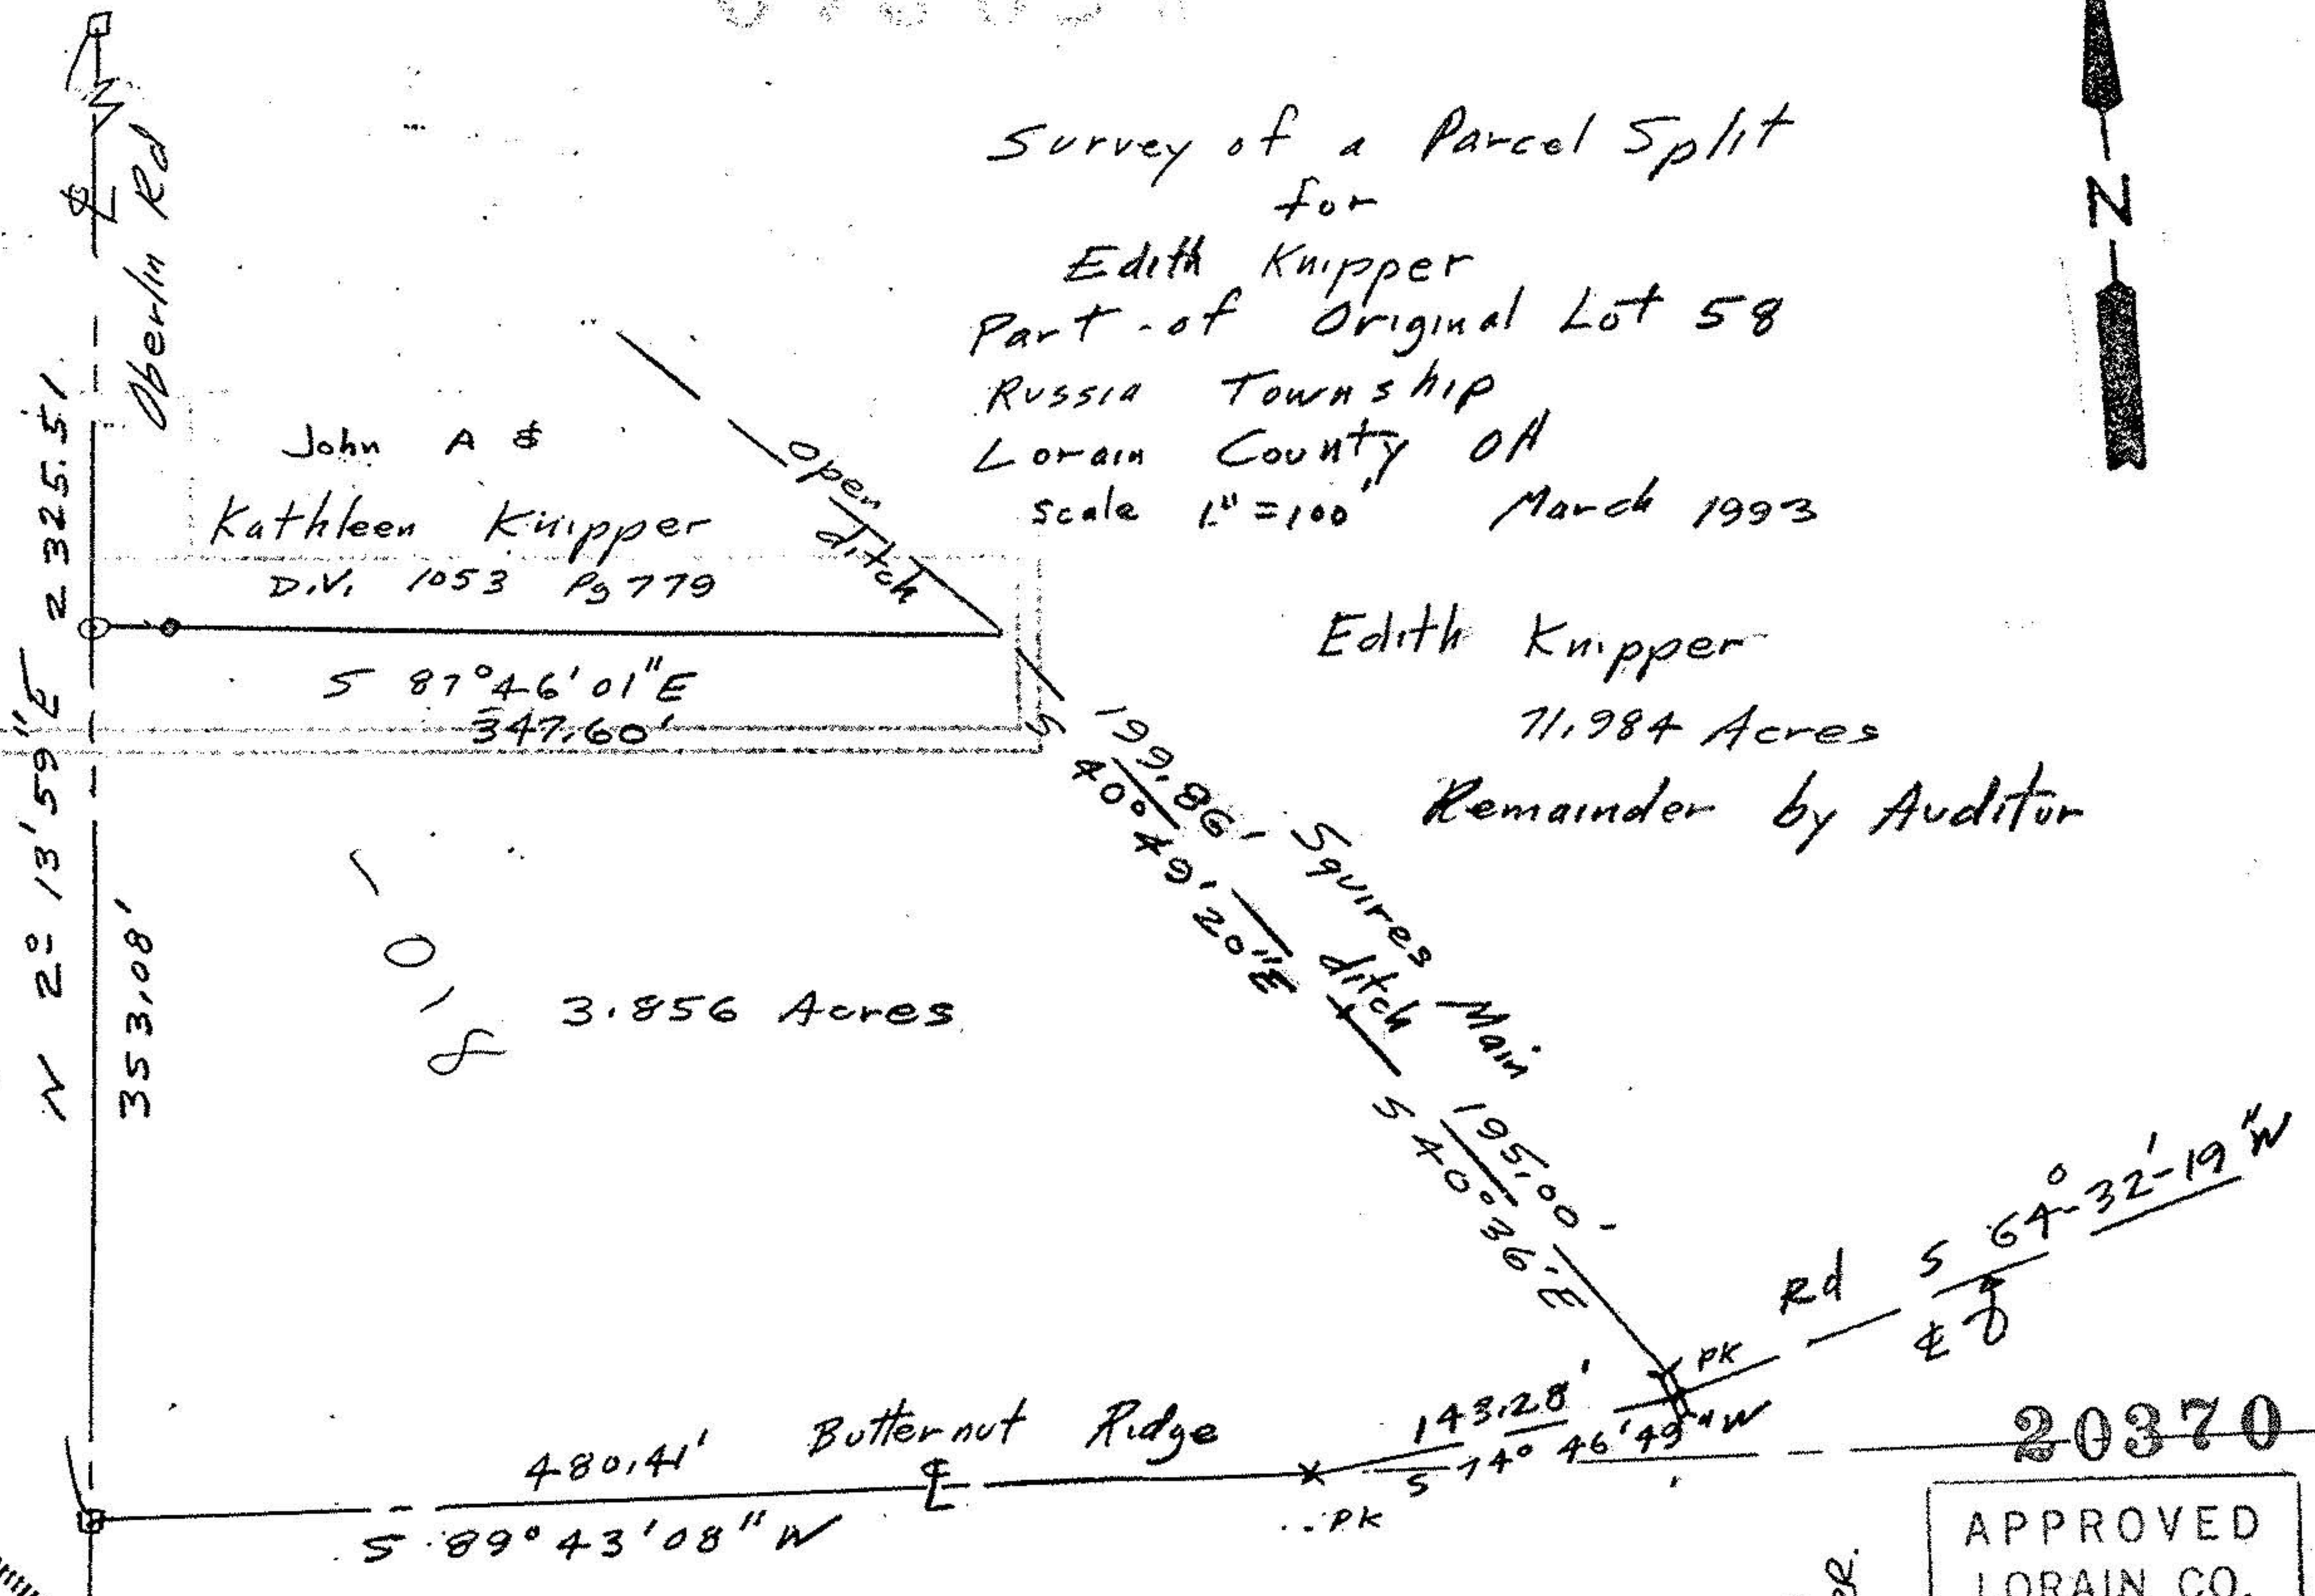 Survey of a Parcel Split
for
Edith Knipper
Part of Original Lot 58
Russia Township
Lorain County OH
Scale 1" = 100' March 1993
N
Oberlin Rd
2325.51
N 2° 13' 59" E
353.08'
John A &
Kathleen Knipper
D.V. 1053 Pg 779
Open ditch
S 87° 46' 01" E
347.60'
Edith Knipper
71.984 Acres
Remainder by Auditor
199.86'
S 40° 49' 20" E
Squires Main
ditch
195.00'
S 40° 36' E
3.856 Acres
Rd S 64°-32'-19" W
PK
143.28'
S 74° 46' 49" W
480.41' Butternut Ridge
S 89° 43' 08" W
PK
20370
APPROVED
LORAIN CO.